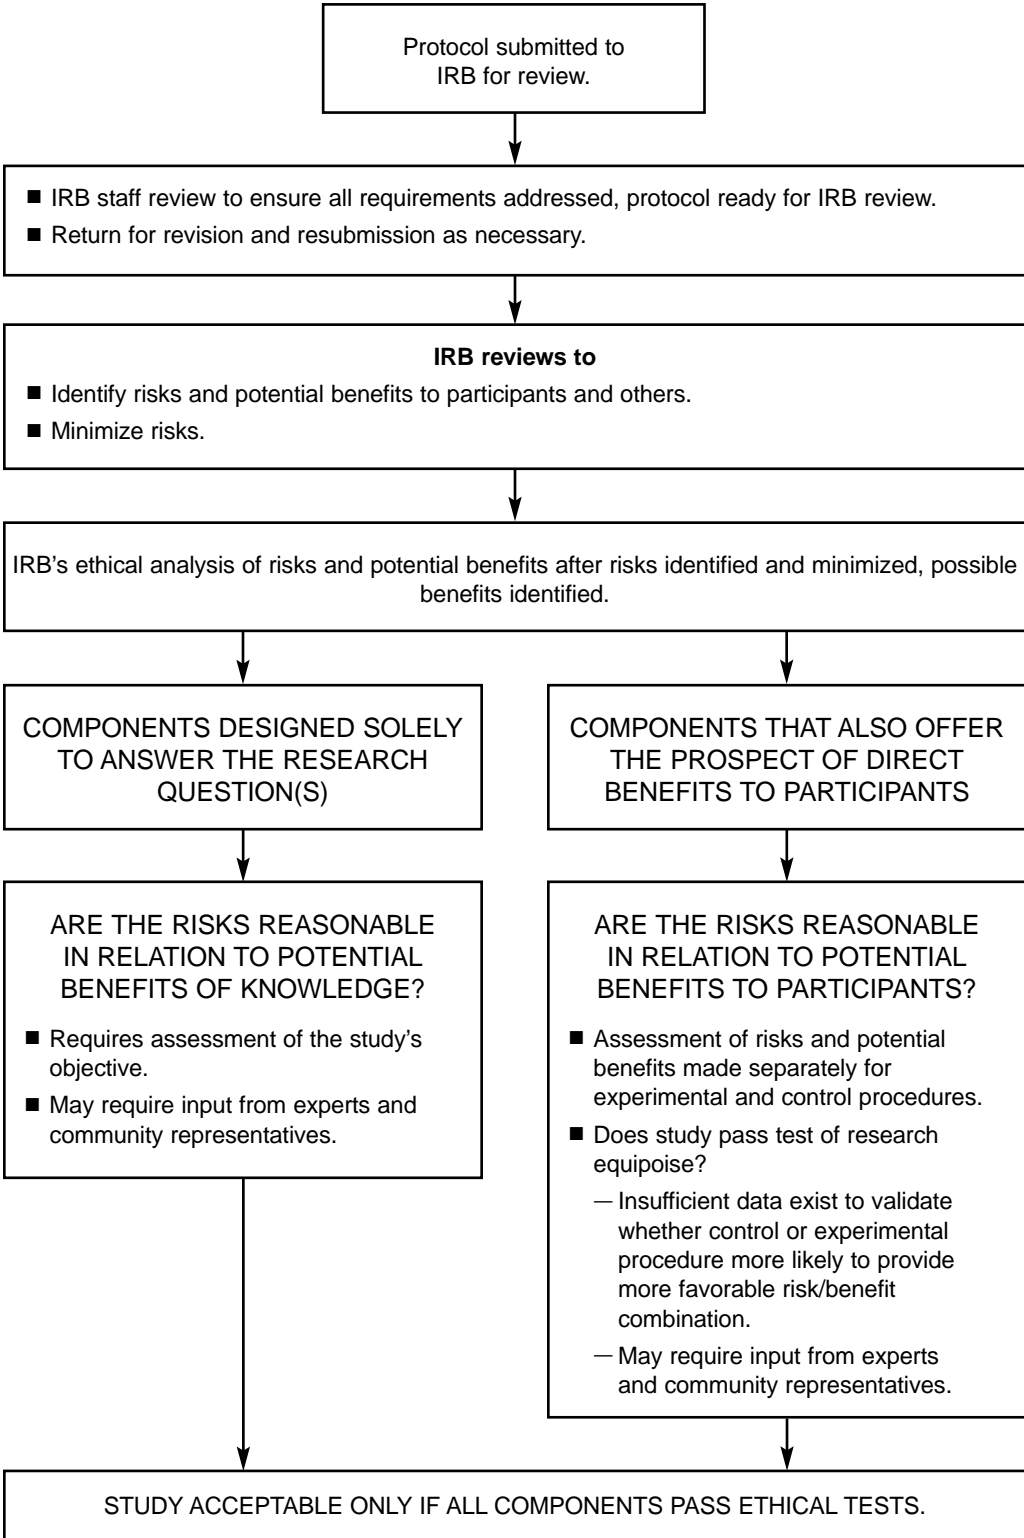 Protocol submitted to
IRB for review.
■ IRB staff review to ensure all requirements addressed, protocol ready for IRB review.
■ Return for revision and resubmission as necessary.
IRB reviews to
■ Identify risks and potential benefits to participants and others.
■ Minimize risks.
IRB’s ethical analysis of risks and potential benefits after risks identified and minimized, possible
benefits identified.
COMPONENTS DESIGNED SOLELY
TO ANSWER THE RESEARCH
QUESTION(S)
ARE THE RISKS REASONABLE
IN RELATION TO POTENTIAL
BENEFITS OF KNOWLEDGE?
■ Requires assessment of the study’s
objective.
■ May require input from experts and
community representatives.
COMPONENTS THAT ALSO OFFER
THE PROSPECT OF DIRECT
BENEFITS TO PARTICIPANTS
ARE THE RISKS REASONABLE
IN RELATION TO POTENTIAL
BENEFITS TO PARTICIPANTS?
■ Assessment of risks and potential
benefits made separately for
experimental and control procedures.
■ Does study pass test of research
equipoise?
— Insufficient data exist to validate
whether control or experimental
procedure more likely to provide
more favorable risk/benefit
combination.
— May require input from experts
and community representatives.
STUDY ACCEPTABLE ONLY IF ALL COMPONENTS PASS ETHICAL TESTS.